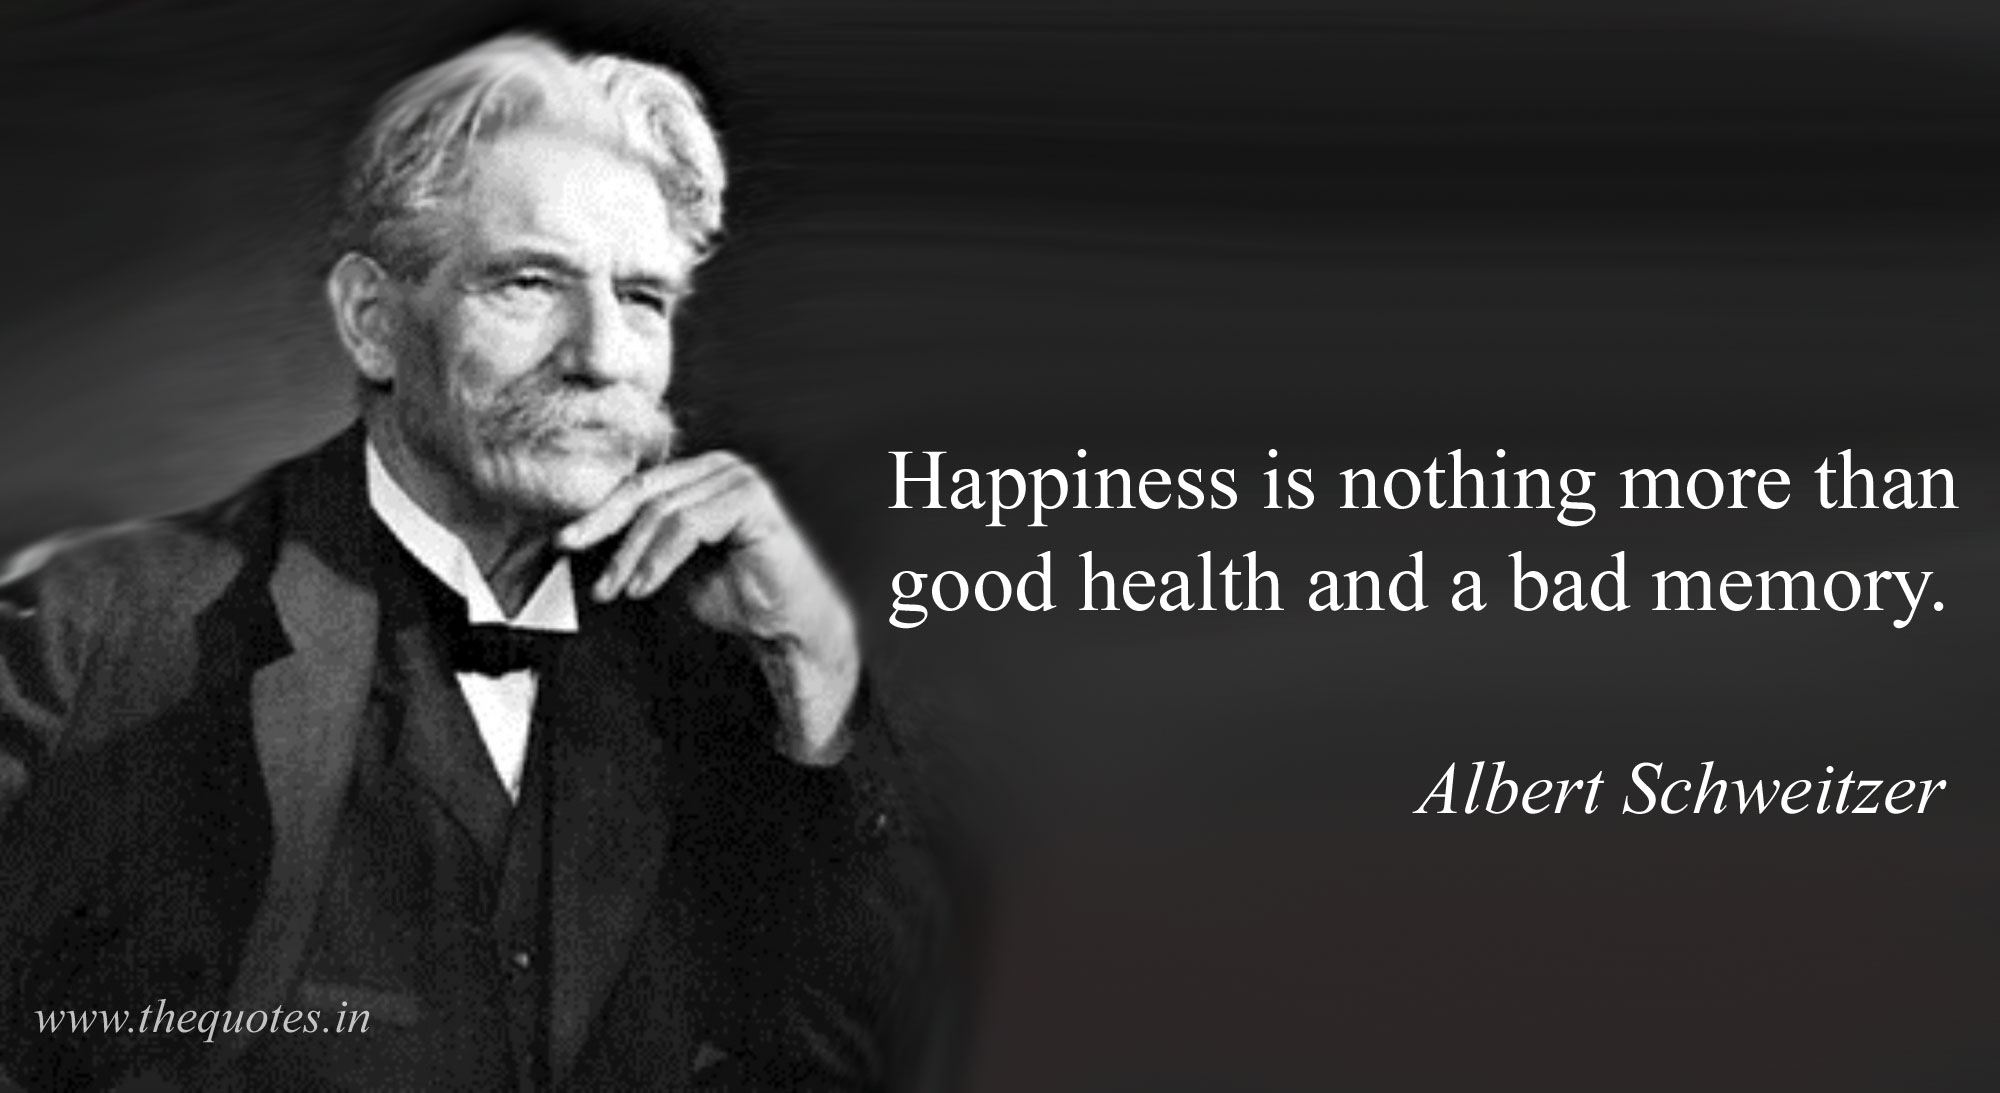 Happiness is nothing more than
good health and a bad memory.
Albert Schweitzer
www.thequotes.in